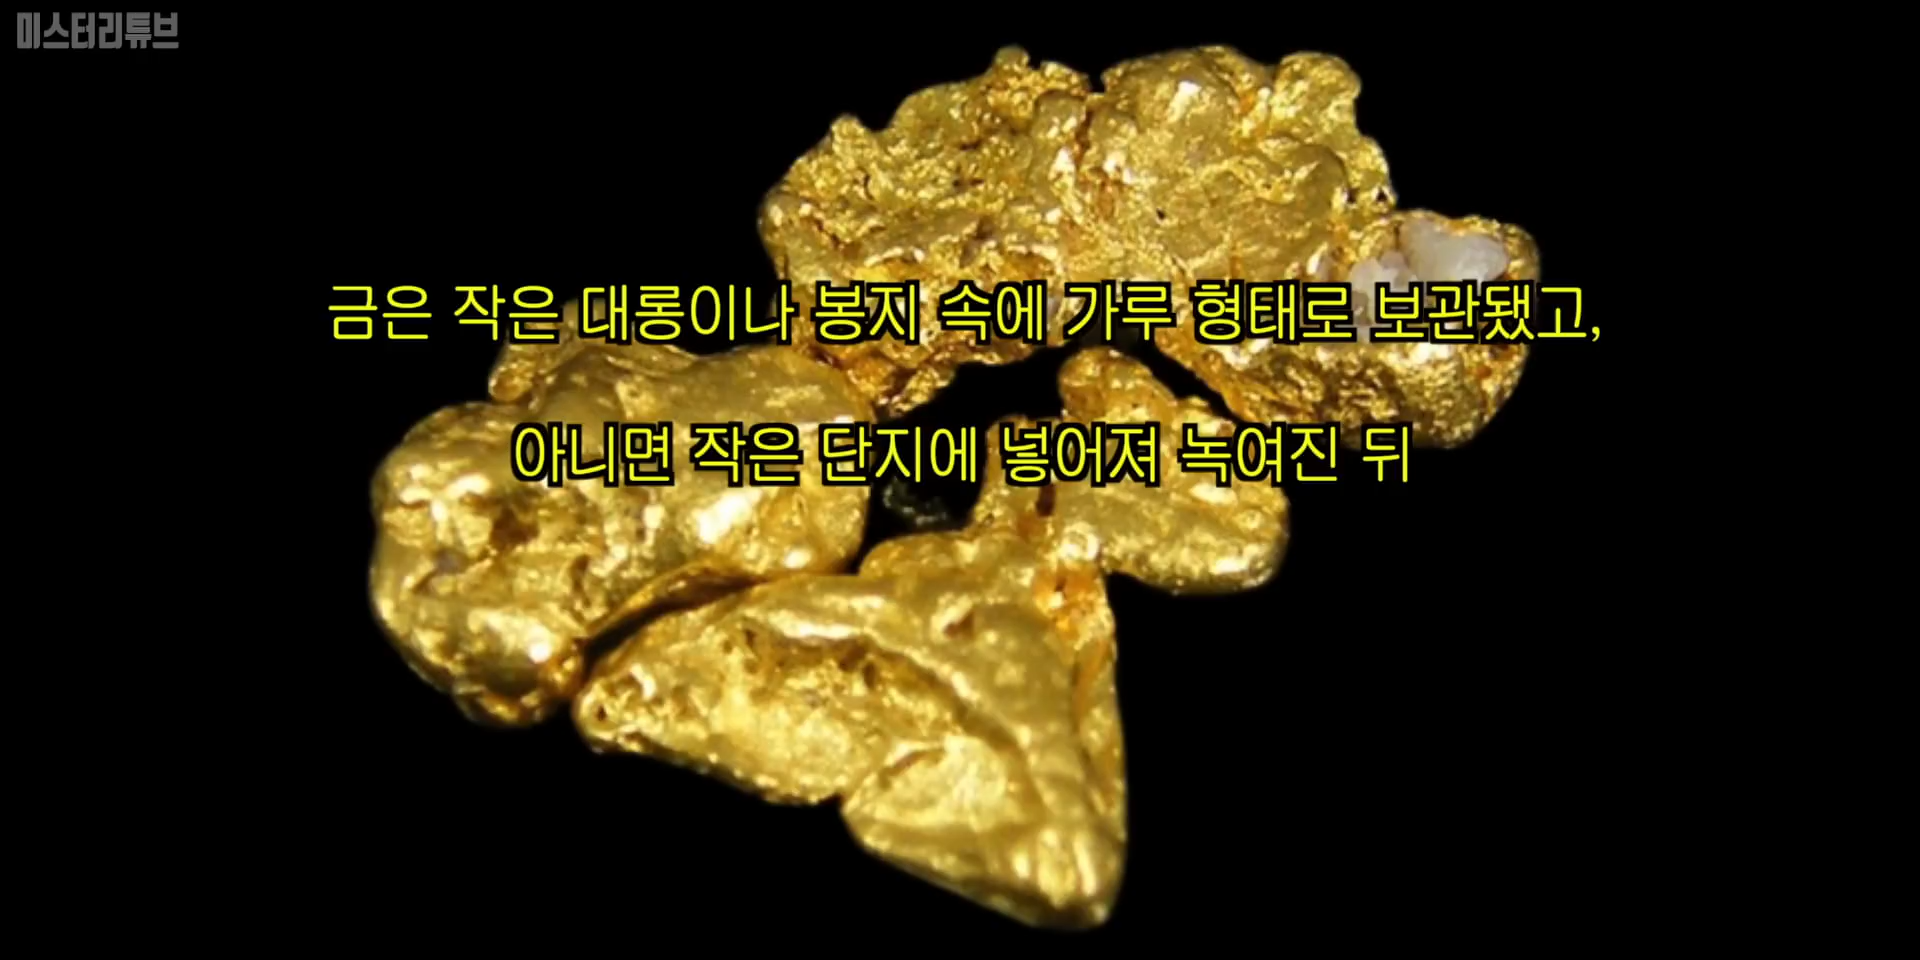 미스터리튜브
금은 작은 대롱이나 봉지 속에 가루 형태로 보관됐고,
아니면 작은 단지에 넣어져 녹여진 뒤